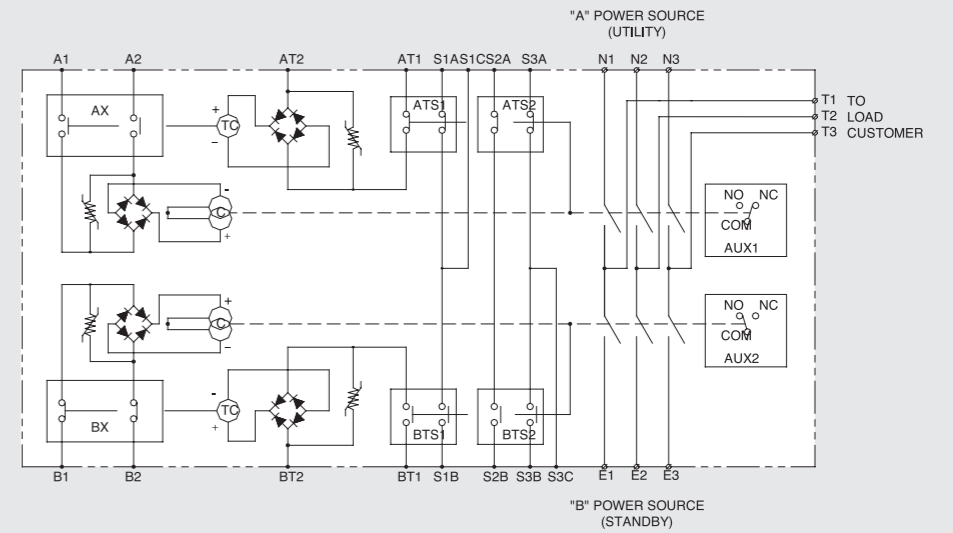 "A" POWER SOURCE
(UTILITY)
A1 A2 AT2 AT1 S1A S1C S2A S3A N1 N2 N3
T1 TO
T2 LOAD
T3 CUSTOMER
AX
+
TC
–
ATS1
ATS2
-
C
+
NO NC
COM
AUX1
+
C
–
NO NC
COM
AUX2
-
TC
+
BX
BTS1
BTS2
B1 B2 BT2 BT1 S1B S2B S3B S3C E1 E2 E3
"B" POWER SOURCE
(STANDBY)